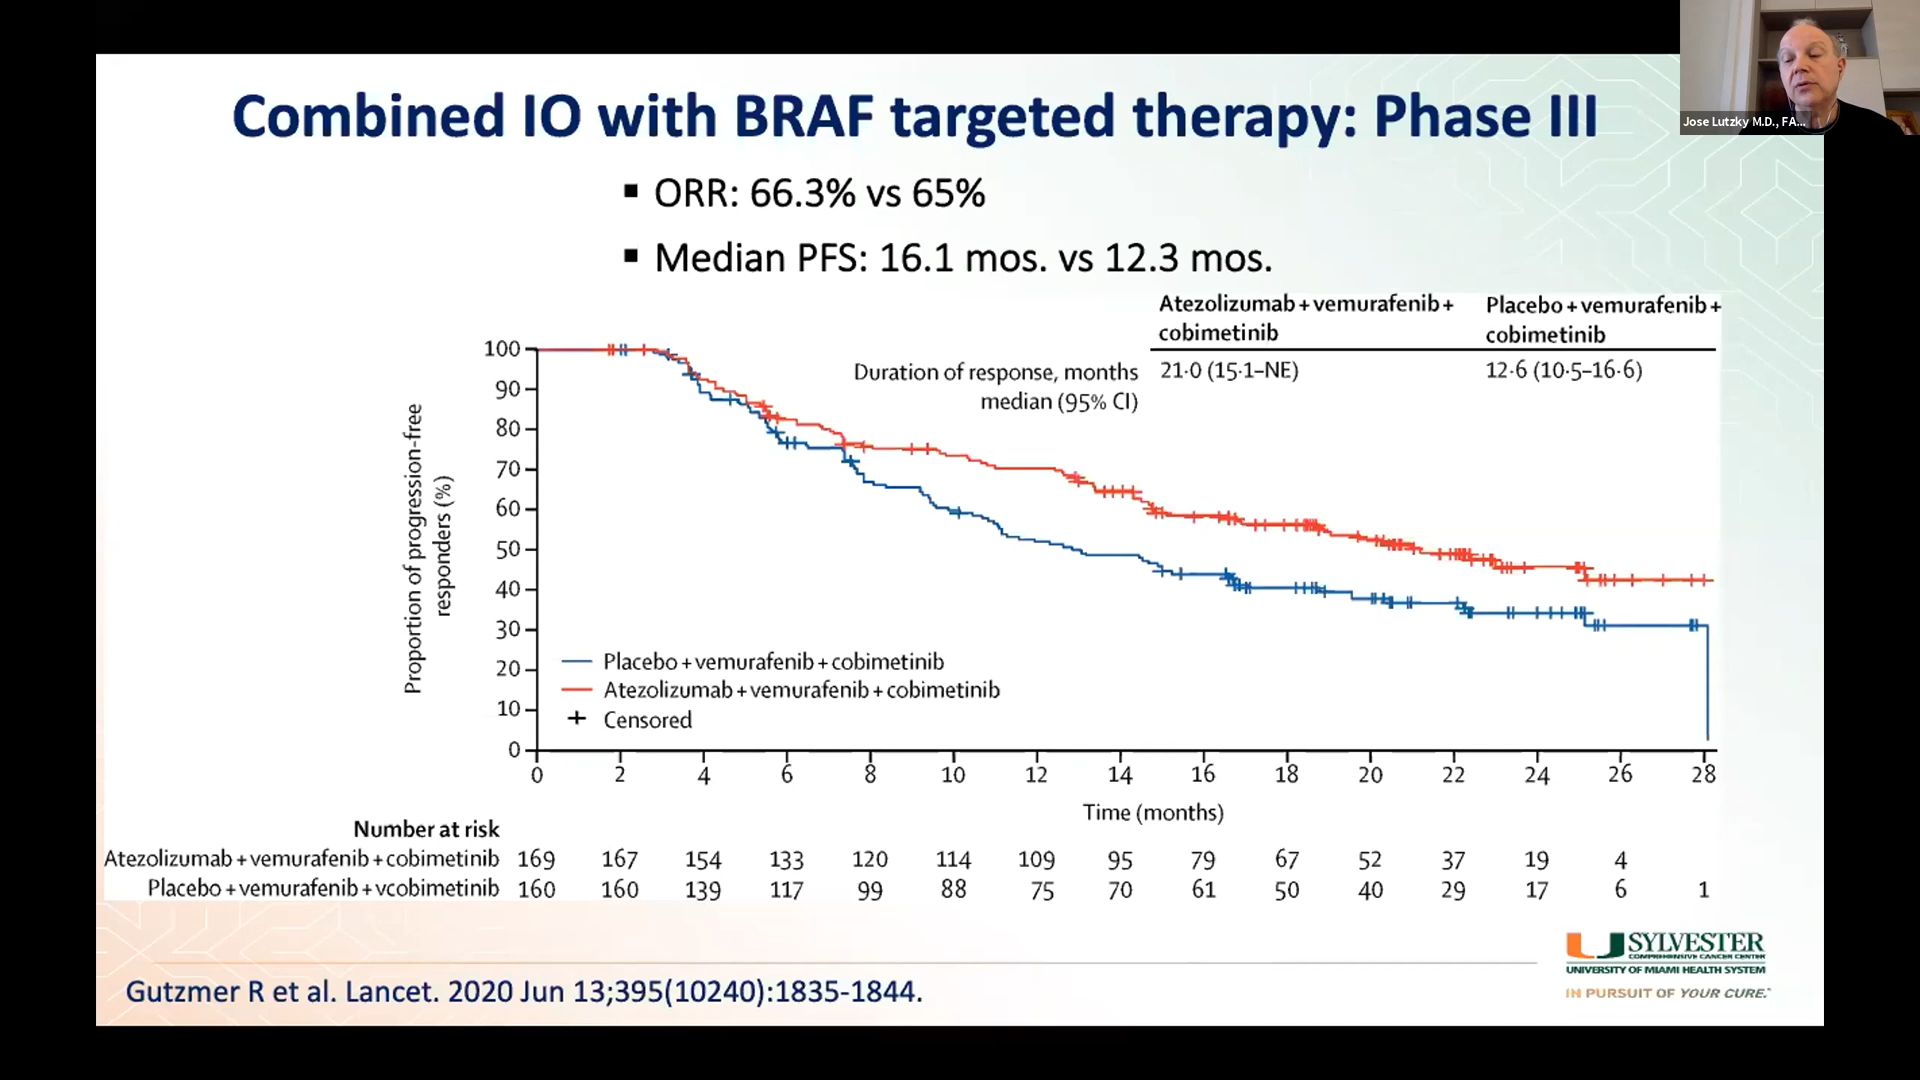 Combined IO with BRAF targeted therapy: Phase III
Jose Lutzky M.D., FA...
▪ ORR: 66.3% vs 65%
▪ Median PFS: 16.1 mos. vs 12.3 mos.
Atezolizumab + vemurafenib + cobimetinib
Placebo + vemurafenib + cobimetinib
Duration of response, months median (95% CI)
21·0 (15·1–NE)
12·6 (10·5–16·6)
Proportion of progression-free responders (%)
100
90
80
70
60
50
40
30
20
10
0
Placebo + vemurafenib + cobimetinib
Atezolizumab + vemurafenib + cobimetinib
+ Censored
0 2 4 6 8 10 12 14 16 18 20 22 24 26 28
Time (months)
Number at risk
Atezolizumab + vemurafenib + cobimetinib 169 167 154 133 120 114 109 95 79 67 52 37 19 4
Placebo + vemurafenib + vcobimetinib 160 160 139 117 99 88 75 70 61 50 40 29 17 6 1
SYLVESTER
COMPREHENSIVE CANCER CENTER
UNIVERSITY OF MIAMI HEALTH SYSTEM
IN PURSUIT OF YOUR CURE.™
Gutzmer R et al. Lancet. 2020 Jun 13;395(10240):1835-1844.